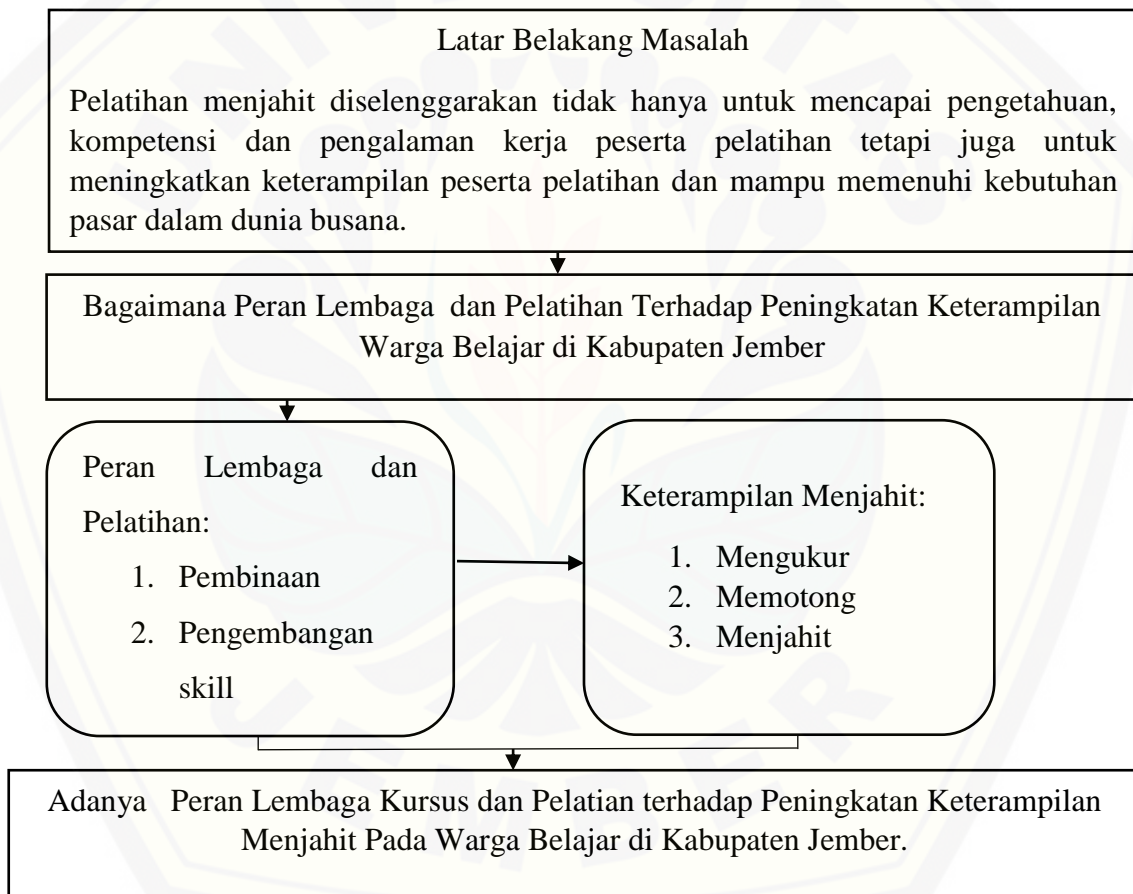 Latar Belakang Masalah
Pelatihan menjahit diselenggarakan tidak hanya untuk mencapai pengetahuan,
kompetensi dan pengalaman kerja peserta pelatihan tetapi juga untuk
meningkatkan keterampilan peserta pelatihan dan mampu memenuhi kebutuhan
pasar dalam dunia busana.
Bagaimana Peran Lembaga dan Pelatihan Terhadap Peningkatan Keterampilan
Warga Belajar di Kabupaten Jember
Peran Lembaga dan
Pelatihan:
1. Pembinaan
2. Pengembangan
skill
Keterampilan Menjahit:
1. Mengukur
2. Memotong
3. Menjahit
Adanya Peran Lembaga Kursus dan Pelatian terhadap Peningkatan Keterampilan
Menjahit Pada Warga Belajar di Kabupaten Jember.